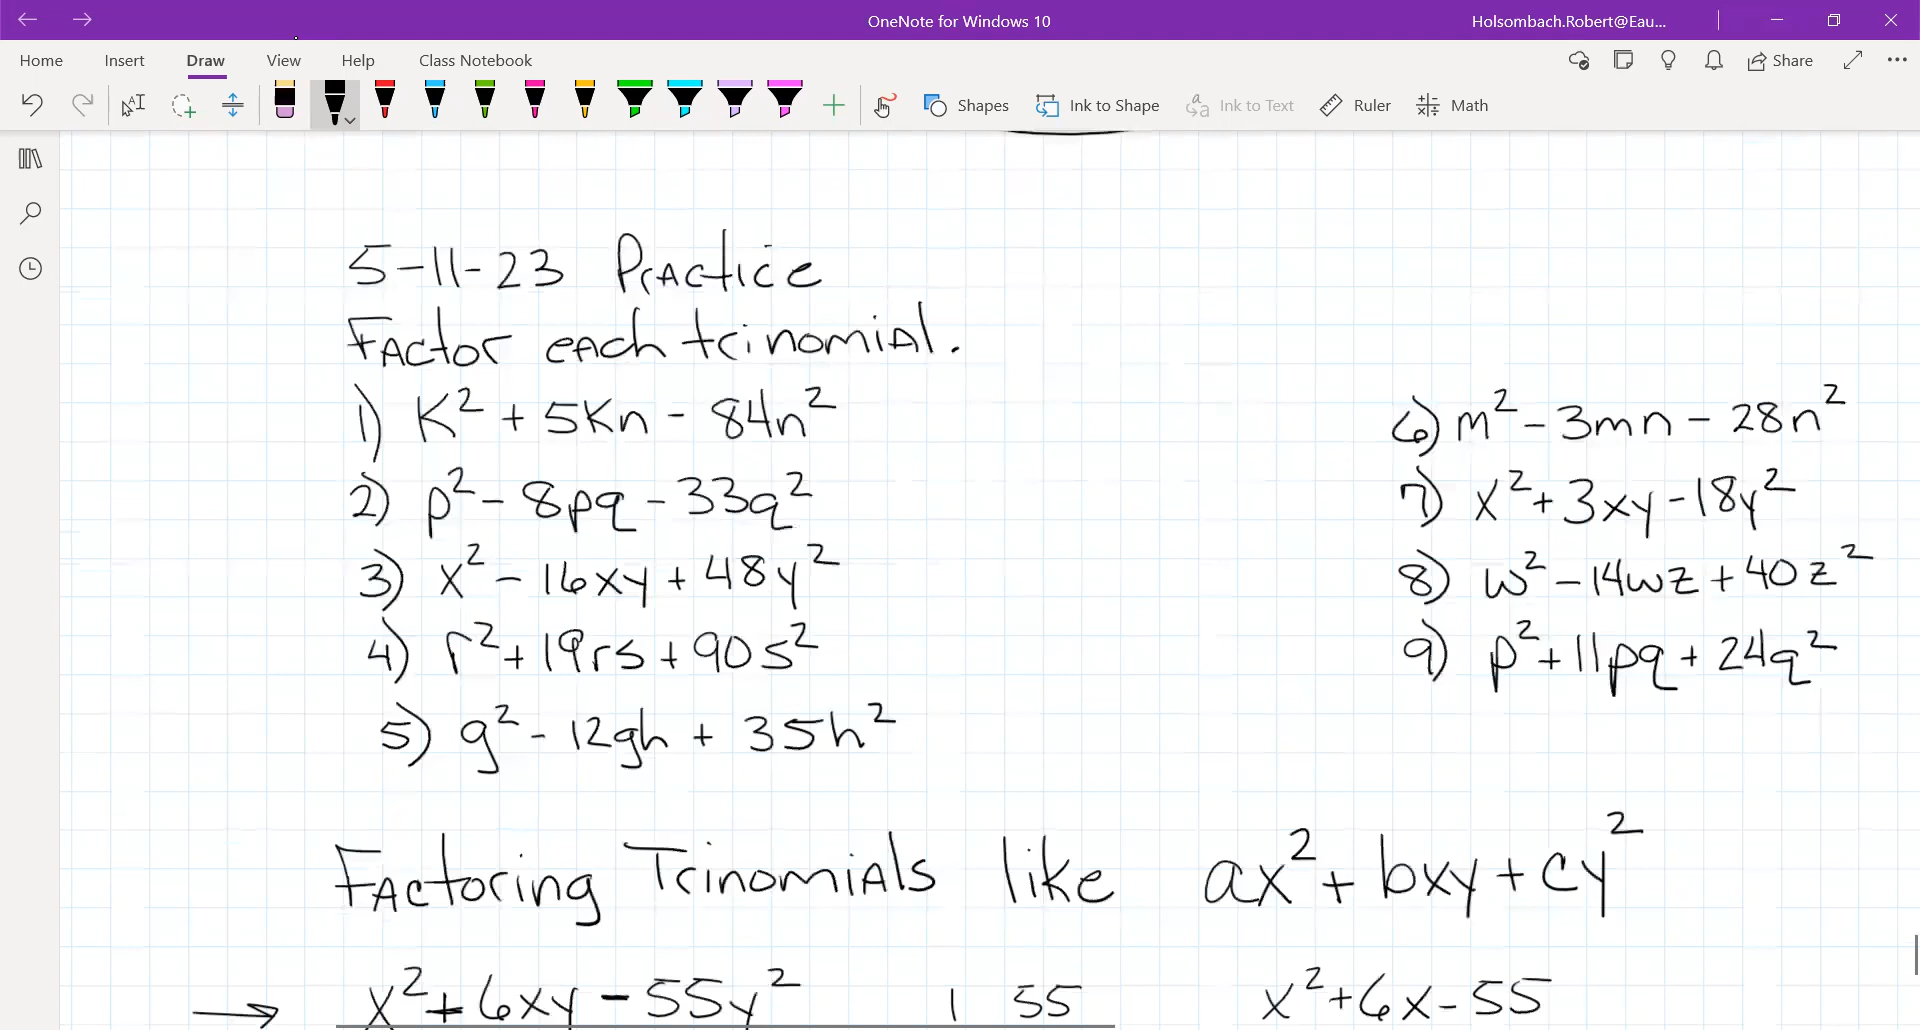 OneNote for Windows 10
Holsombach.Robert@Eau...
Home Insert Draw View Help Class Notebook
Share
Shapes Ink to Shape Ink to Text Ruler Math
5-11-23 Practice
Factor each trinomial.
1) K² + 5Kn - 84n²
2) p² - 8pq - 33q²
3) x² - 16xy + 48y²
4) r² + 19rs + 90s²
5) g² - 12gh + 35h²
6) m² - 3mn - 28n²
7) x² + 3xy - 18y²
8) w² - 14wz + 40z²
9) p² + 11pq + 24q²
Factoring Trinomials like ax² + bxy + cy²
→ x² + 6xy - 55y² 1 55 x² + 6x - 55